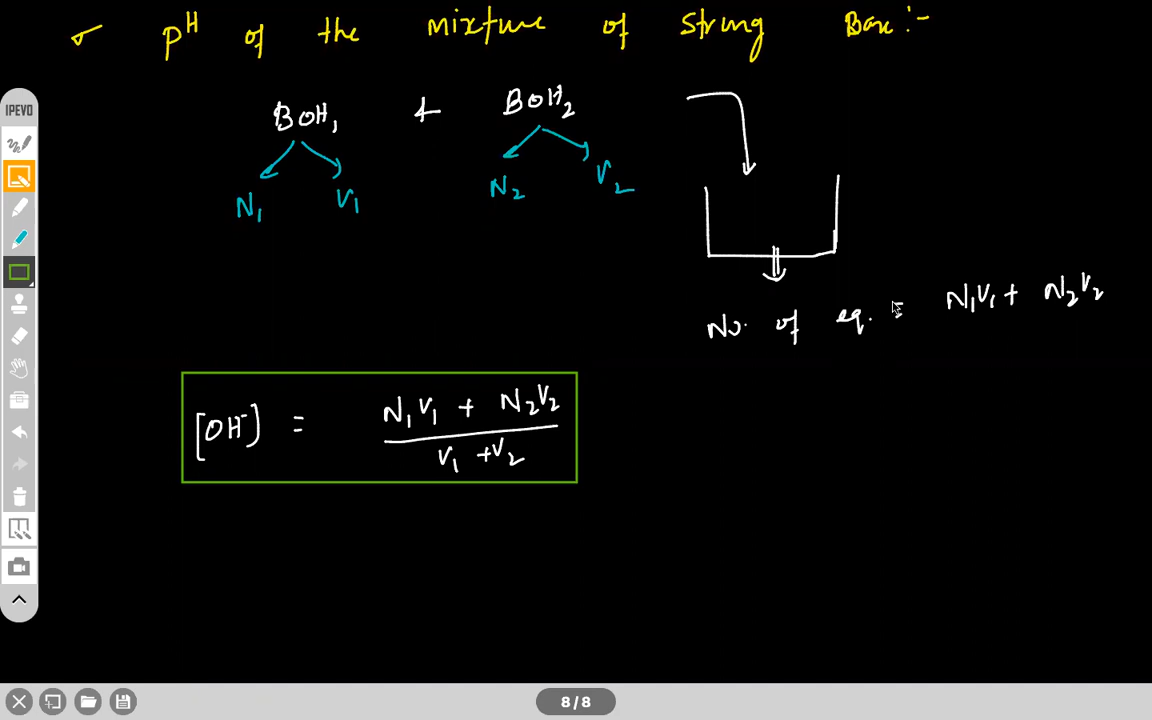 pᴴ of the mixture of strong Base :-
IPEVO
BOH₁ + BOH₂
N₁ V₁ N₂ V₂
No. of eq. = N₁V₁ + N₂V₂
[OH⁻] = N₁V₁ + N₂V₂
V₁ + V₂
8 / 8